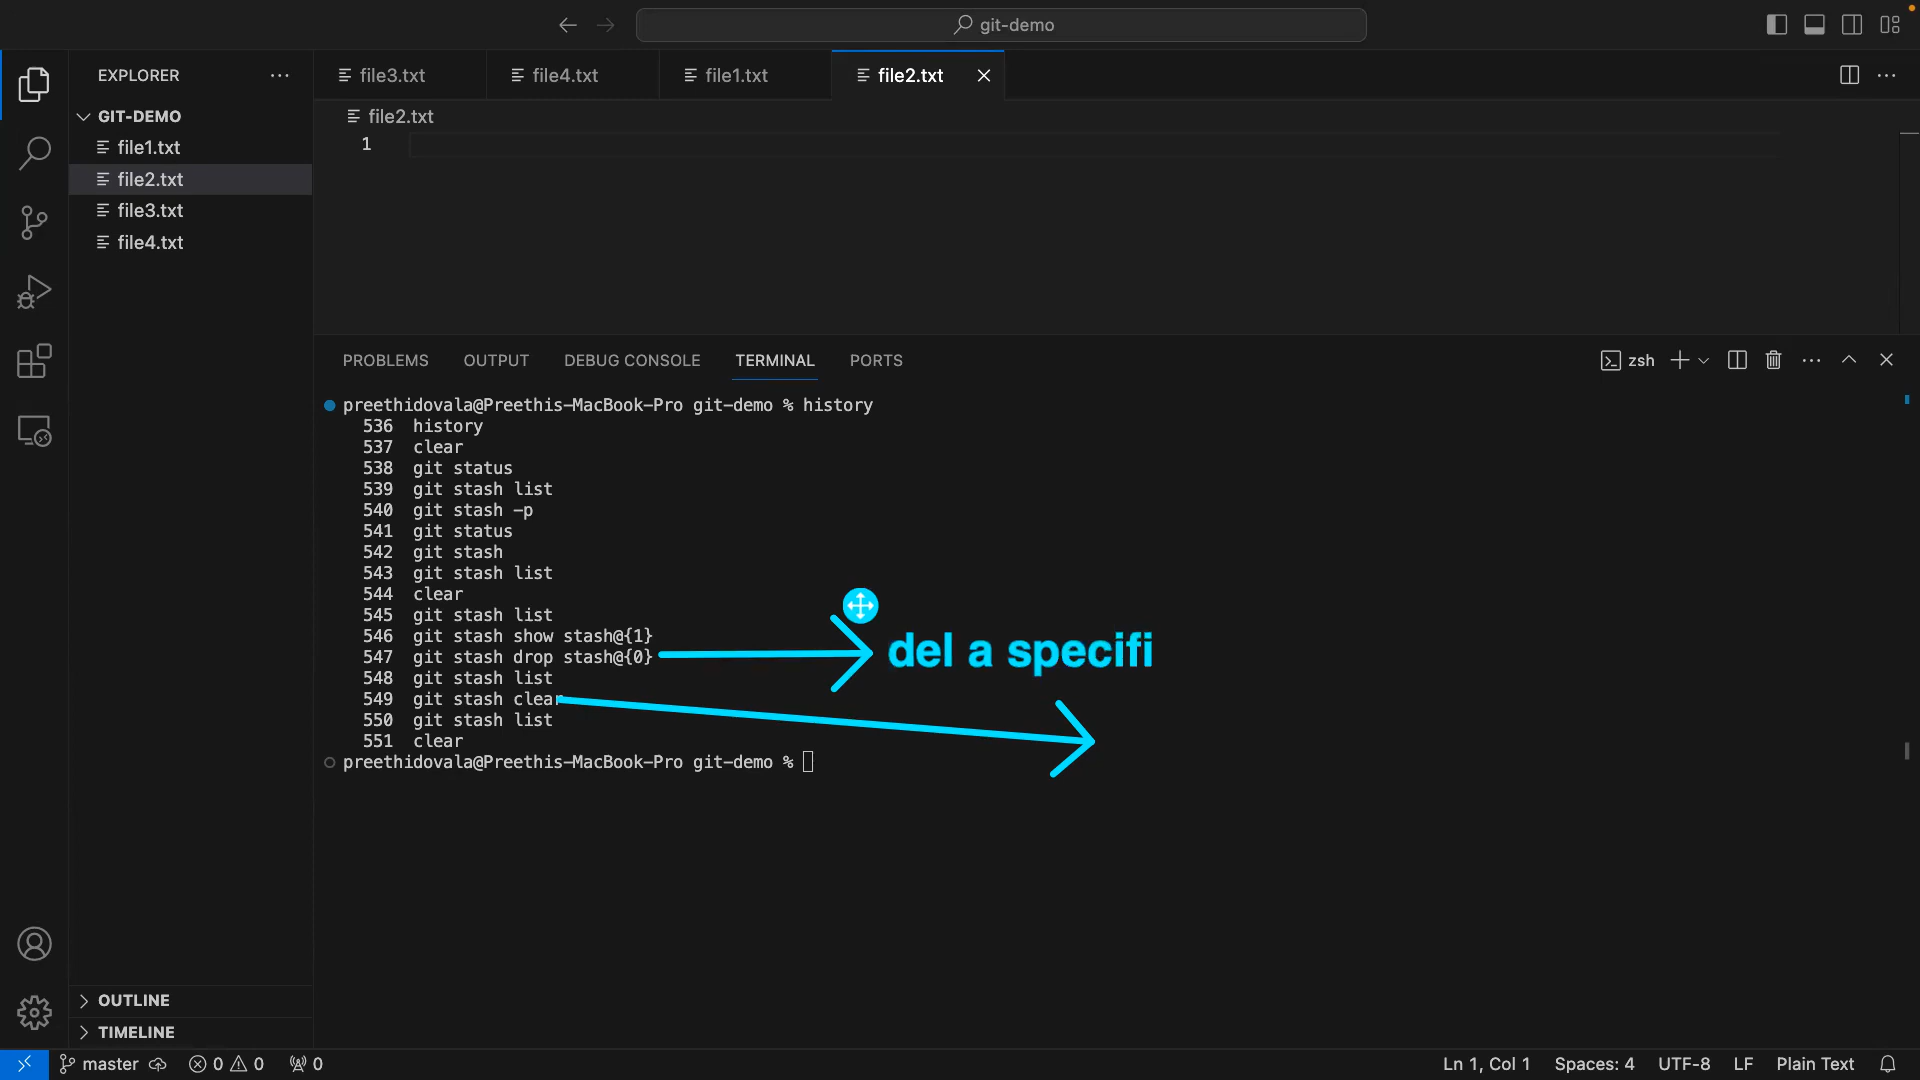 git-demo
EXPLORER
file3.txt
file4.txt
file1.txt
file2.txt
GIT-DEMO
file1.txt
file2.txt
file3.txt
file4.txt
file2.txt
1
PROBLEMS
OUTPUT
DEBUG CONSOLE
TERMINAL
PORTS
zsh
preethidovala@Preethis-MacBook-Pro git-demo % history
536 history
537 clear
538 git status
539 git stash list
540 git stash -p
541 git status
542 git stash
543 git stash list
544 clear
545 git stash list
546 git stash show stash@{1}
547 git stash drop stash@{0}
del a specifi
548 git stash list
549 git stash clear
550 git stash list
551 clear
preethidovala@Preethis-MacBook-Pro git-demo %
OUTLINE
TIMELINE
master
0
0
0
Ln 1, Col 1
Spaces: 4
UTF-8
LF
Plain Text